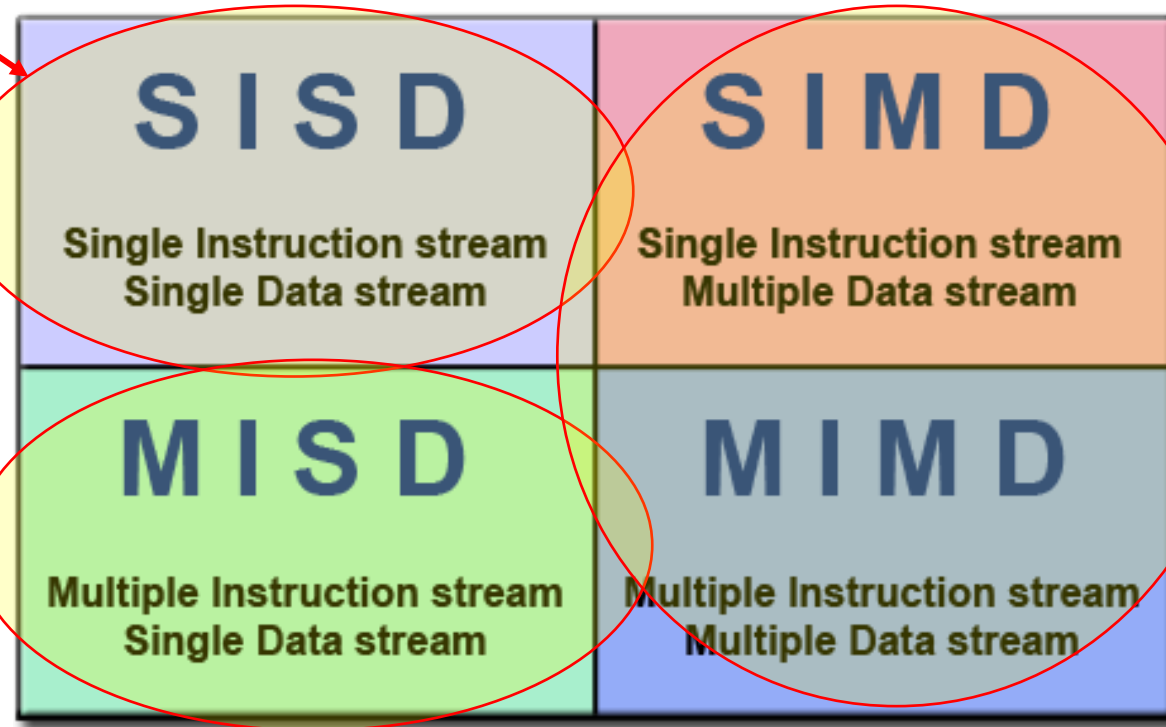 S I S D
Single Instruction stream
Single Data stream
S I M D
Single Instruction stream
Multiple Data stream
M I S D
Multiple Instruction stream
Single Data stream
M I M D
Multiple Instruction stream
Multiple Data stream